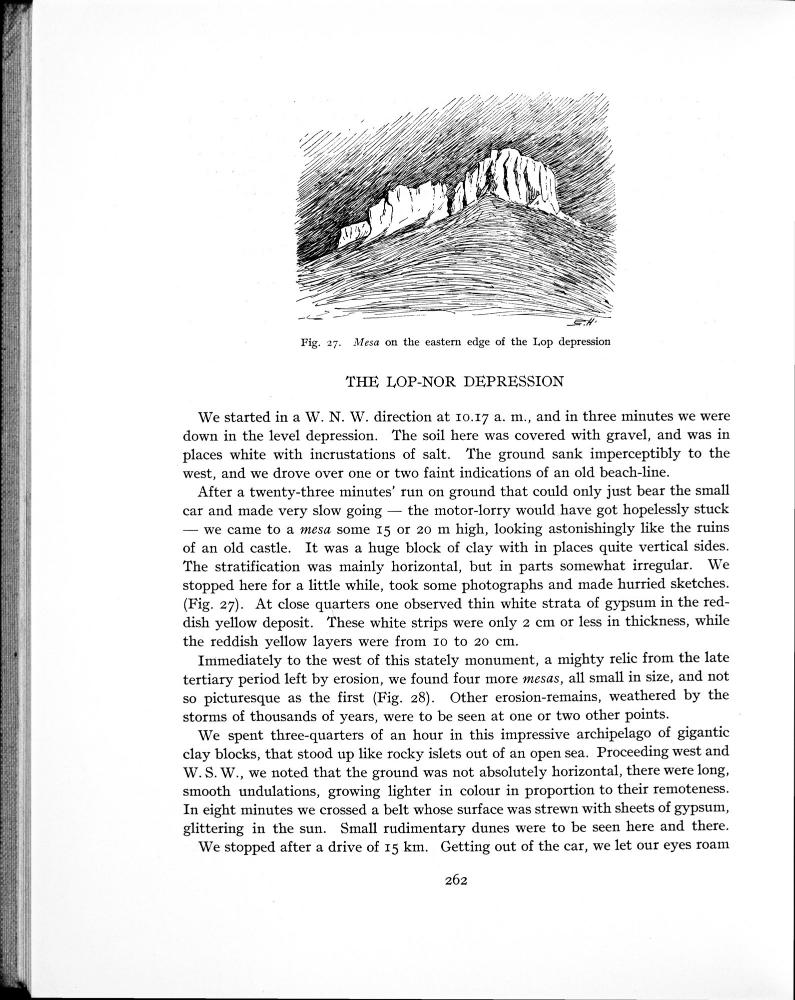 S.H.
Fig. 27. Mesa on the eastern edge of the Lop depression
THE LOP-NOR DEPRESSION
We started in a W. N. W. direction at 10.17 a. m., and in three minutes we were
down in the level depression. The soil here was covered with gravel, and was in
places white with incrustations of salt. The ground sank imperceptibly to the
west, and we drove over one or two faint indications of an old beach-line.
After a twenty-three minutes' run on ground that could only just bear the small
car and made very slow going — the motor-lorry would have got hopelessly stuck
— we came to a mesa some 15 or 20 m high, looking astonishingly like the ruins
of an old castle. It was a huge block of clay with in places quite vertical sides.
The stratification was mainly horizontal, but in parts somewhat irregular. We
stopped here for a little while, took some photographs and made hurried sketches.
(Fig. 27). At close quarters one observed thin white strata of gypsum in the red-
dish yellow deposit. These white strips were only 2 cm or less in thickness, while
the reddish yellow layers were from 10 to 20 cm.
Immediately to the west of this stately monument, a mighty relic from the late
tertiary period left by erosion, we found four more mesas, all small in size, and not
so picturesque as the first (Fig. 28). Other erosion-remains, weathered by the
storms of thousands of years, were to be seen at one or two other points.
We spent three-quarters of an hour in this impressive archipelago of gigantic
clay blocks, that stood up like rocky islets out of an open sea. Proceeding west and
W. S. W., we noted that the ground was not absolutely horizontal, there were long,
smooth undulations, growing lighter in colour in proportion to their remoteness.
In eight minutes we crossed a belt whose surface was strewn with sheets of gypsum,
glittering in the sun. Small rudimentary dunes were to be seen here and there.
We stopped after a drive of 15 km. Getting out of the car, we let our eyes roam
262